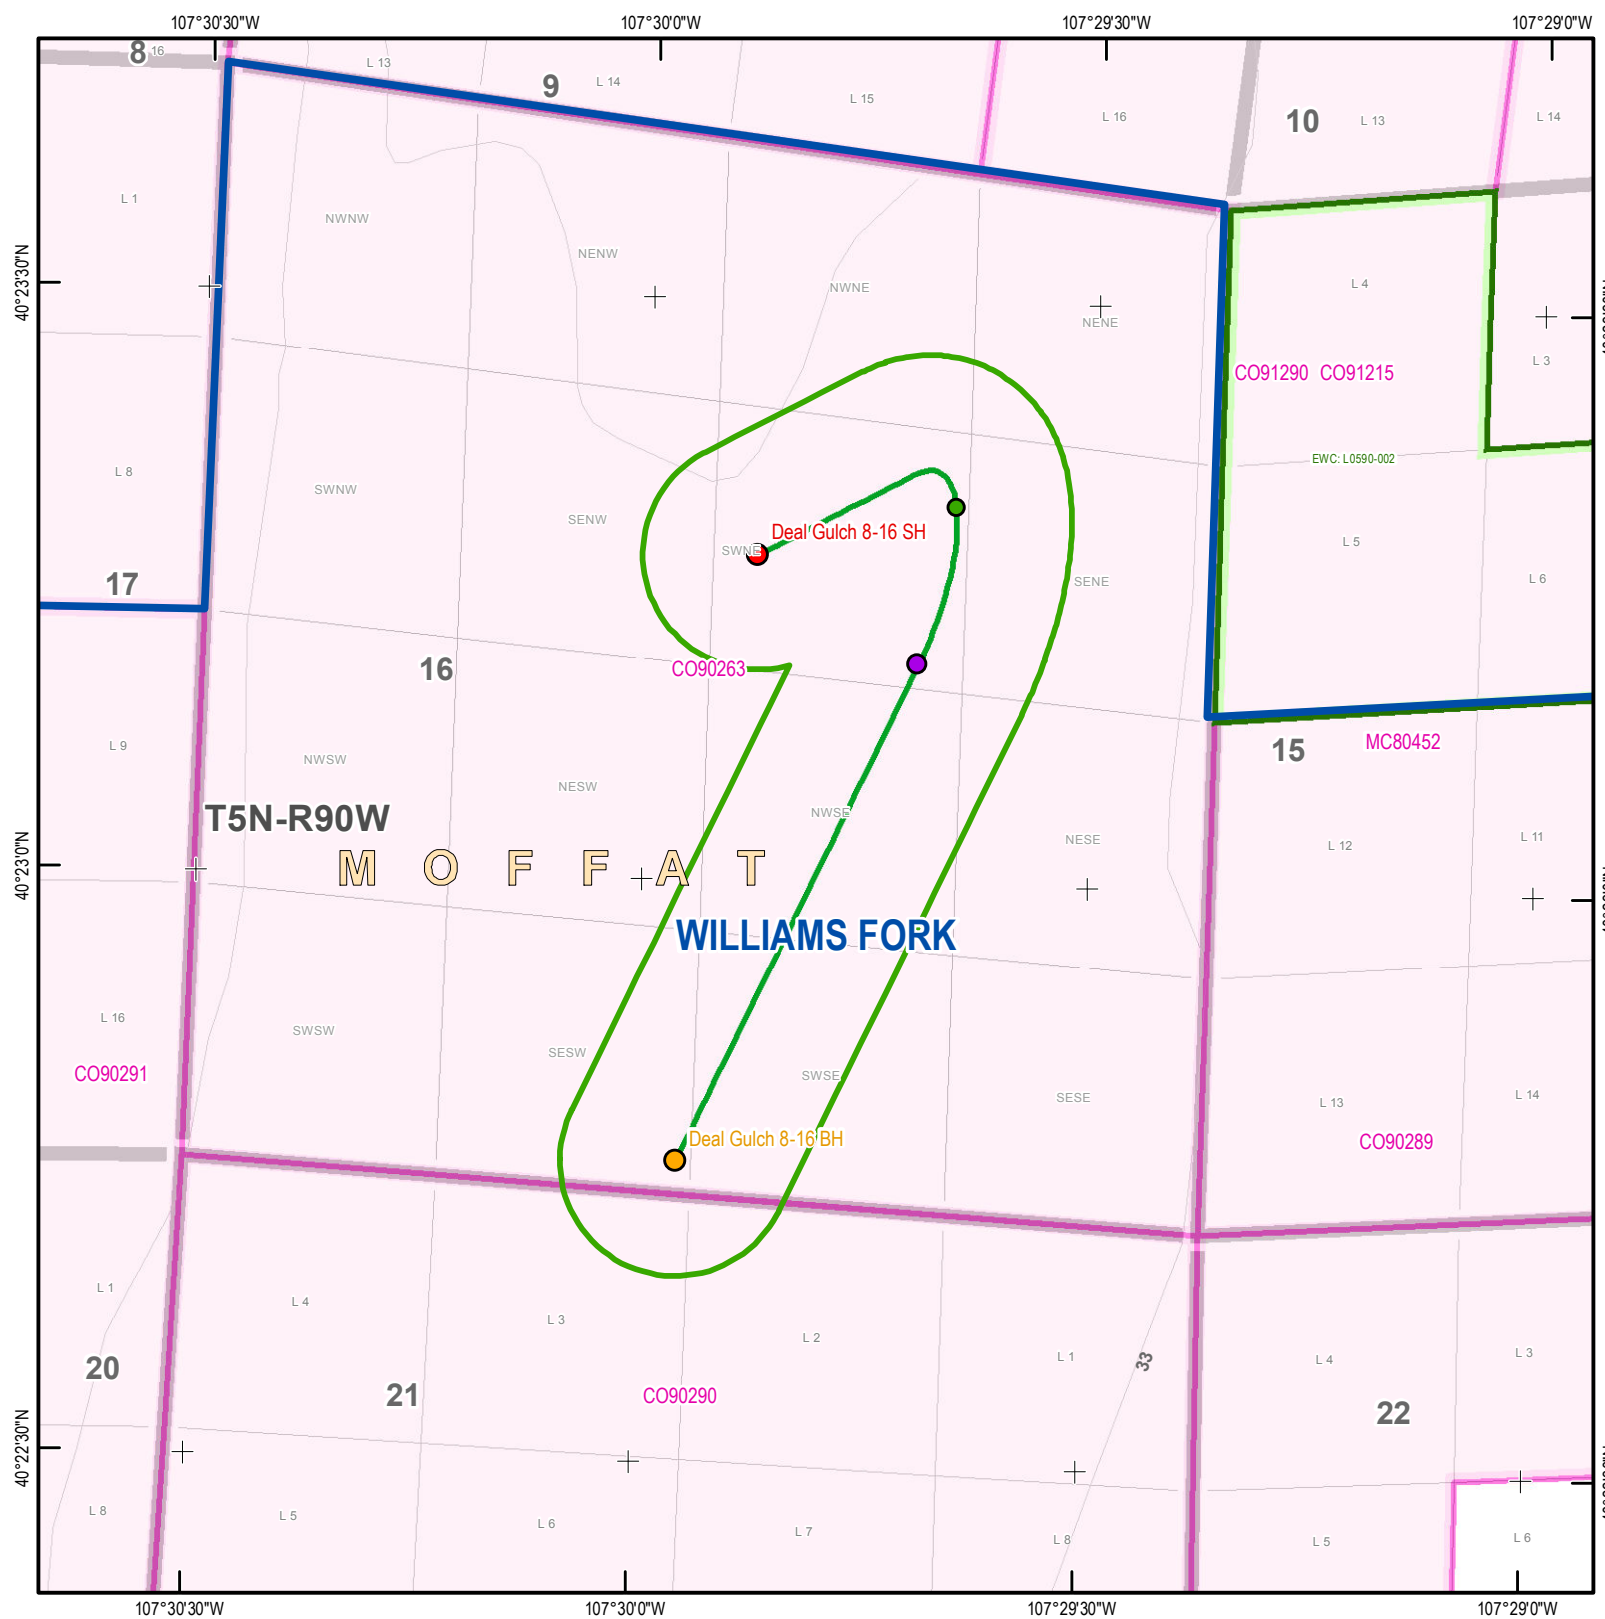 107°30'30"W
107°30'0"W
107°29'30"W
107°29'0"W
8
16
L 13
9
L 14
L 15
L 16
10
L 13
L 14
L 1
NWNW
NENW
NWNE
NENE
L 4
L 3
40°23'30"N
CO91290 CO91215
EWC: L0590-002
L 8
SWNW
SENW
Deal Gulch 8-16 SH
SWNE
SENE
L 5
L 6
17
16
CO90263
15
MC80452
L 9
NWSW
NESW
NWSE
NESE
L 12
L 11
T5N-R90W
40°23'0"N
M O F F A T
WILLIAMS FORK
L 16
SWSW
SESW
SWSE
SESE
L 13
L 14
CO90291
Deal Gulch 8-16 BH
CO90289
L 1
L 4
L 3
L 2
L 1
33
L 4
L 3
20
21
CO90290
22
40°22'30"N
L 8
L 5
L 6
L 7
L 8
L 5
L 6
107°30'30"W
107°30'0"W
107°29'30"W
107°29'0"W